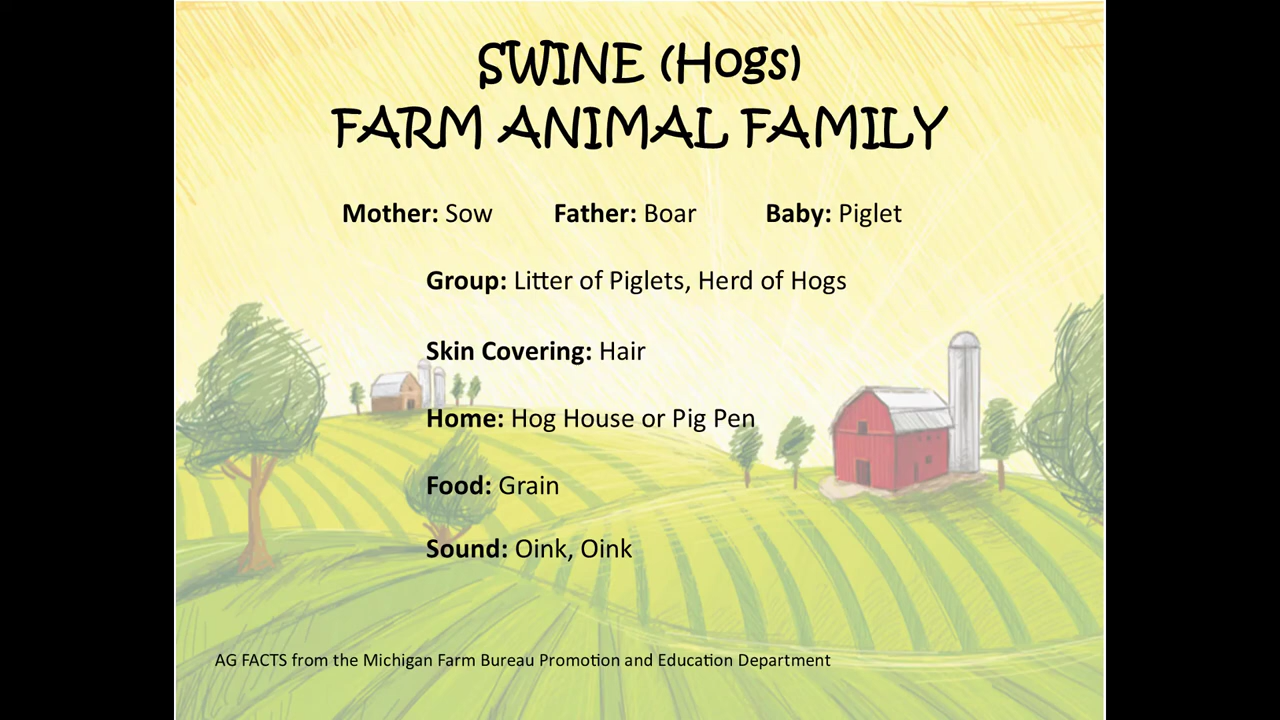 SWINE (Hogs)
FARM ANIMAL FAMILY
Mother: Sow Father: Boar Baby: Piglet
Group: Litter of Piglets, Herd of Hogs
Skin Covering: Hair
Home: Hog House or Pig Pen
Food: Grain
Sound: Oink, Oink
AG FACTS from the Michigan Farm Bureau Promotion and Education Department